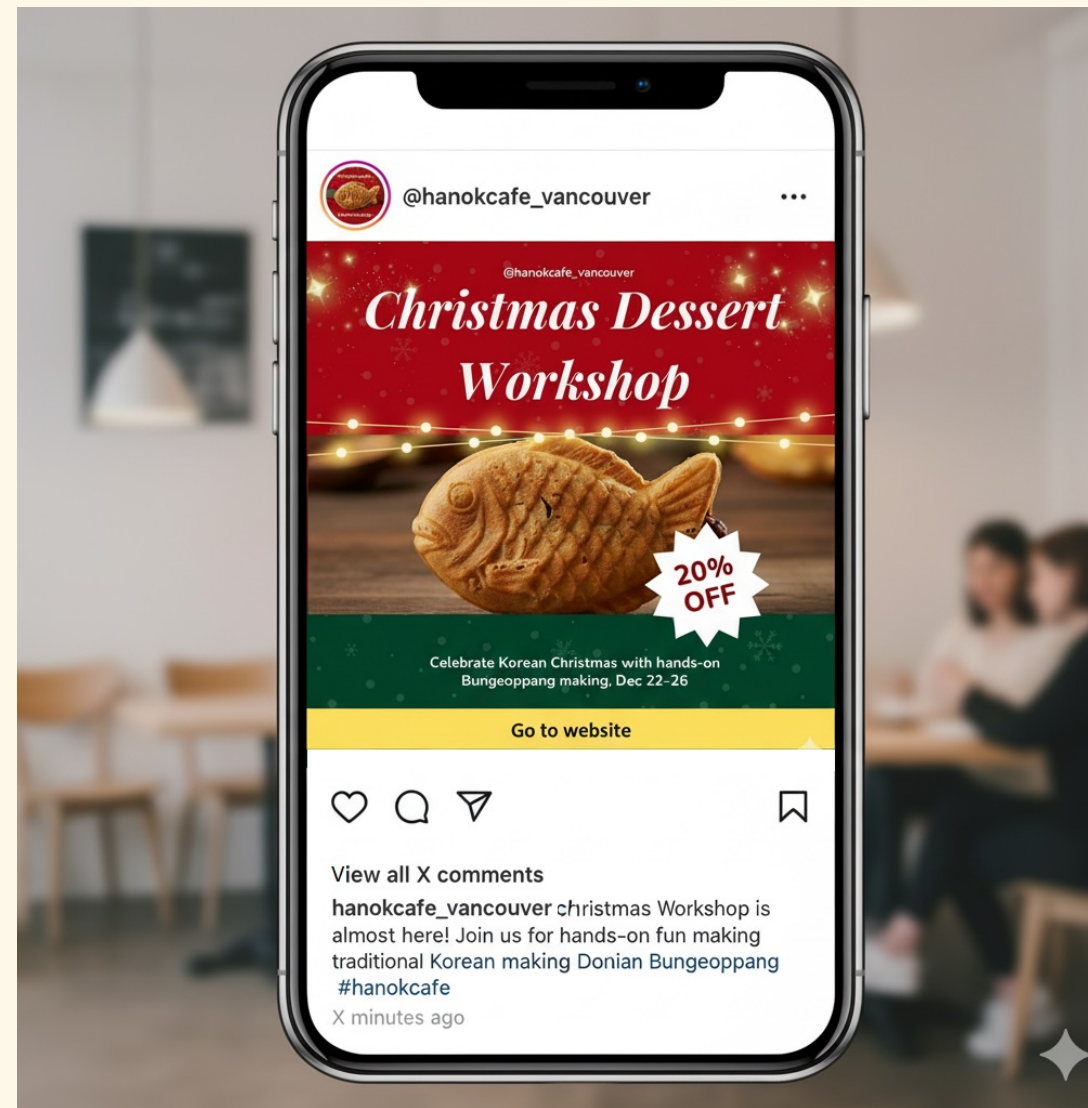 @hanokcafe_vancouver
@hanokcafe_vancouver
Christmas Dessert
Workshop
20%
OFF
Celebrate Korean Christmas with hands-on
Bungeoppang making, Dec 22-26
Go to website
View all X comments
hanokcafe_vancouver christmas Workshop is
almost here! Join us for hands-on fun making
traditional Korean making Donian Bungeoppang
#hanokcafe
X minutes ago